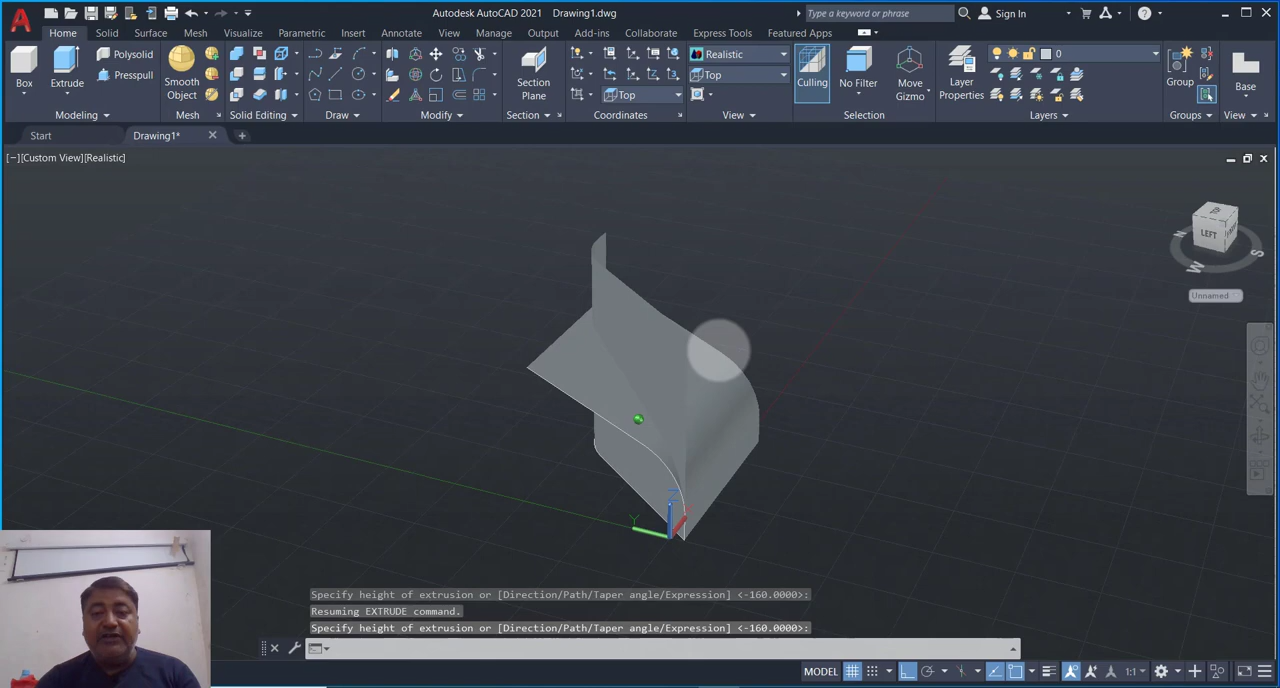 Autodesk AutoCAD 2021 Drawing1.dwg
Type a keyword or phrase
Sign In
Home Solid Surface Mesh Visualize Parametric Insert Annotate View Manage Output Add-ins Collaborate Express Tools Featured Apps
Box
Extrude
Polysolid
Presspull
Smooth
Object
Section
Plane
Realistic
Top
Top
Culling
No Filter
Move
Gizmo
Layer
Properties
0
Group
Base
Modeling
Mesh
Solid Editing
Draw
Modify
Section
Coordinates
View
Selection
Layers
Groups
View
Start
Drawing1*
[−][Custom View][Realistic]
TOP
LEFT
N
S
W
Unnamed
Z
Y
Specify height of extrusion or [Direction/Path/Taper angle/Expression] <-160.0000>:
Resuming EXTRUDE command.
Specify height of extrusion or [Direction/Path/Taper angle/Expression] <-160.0000>:
MODEL
1:1